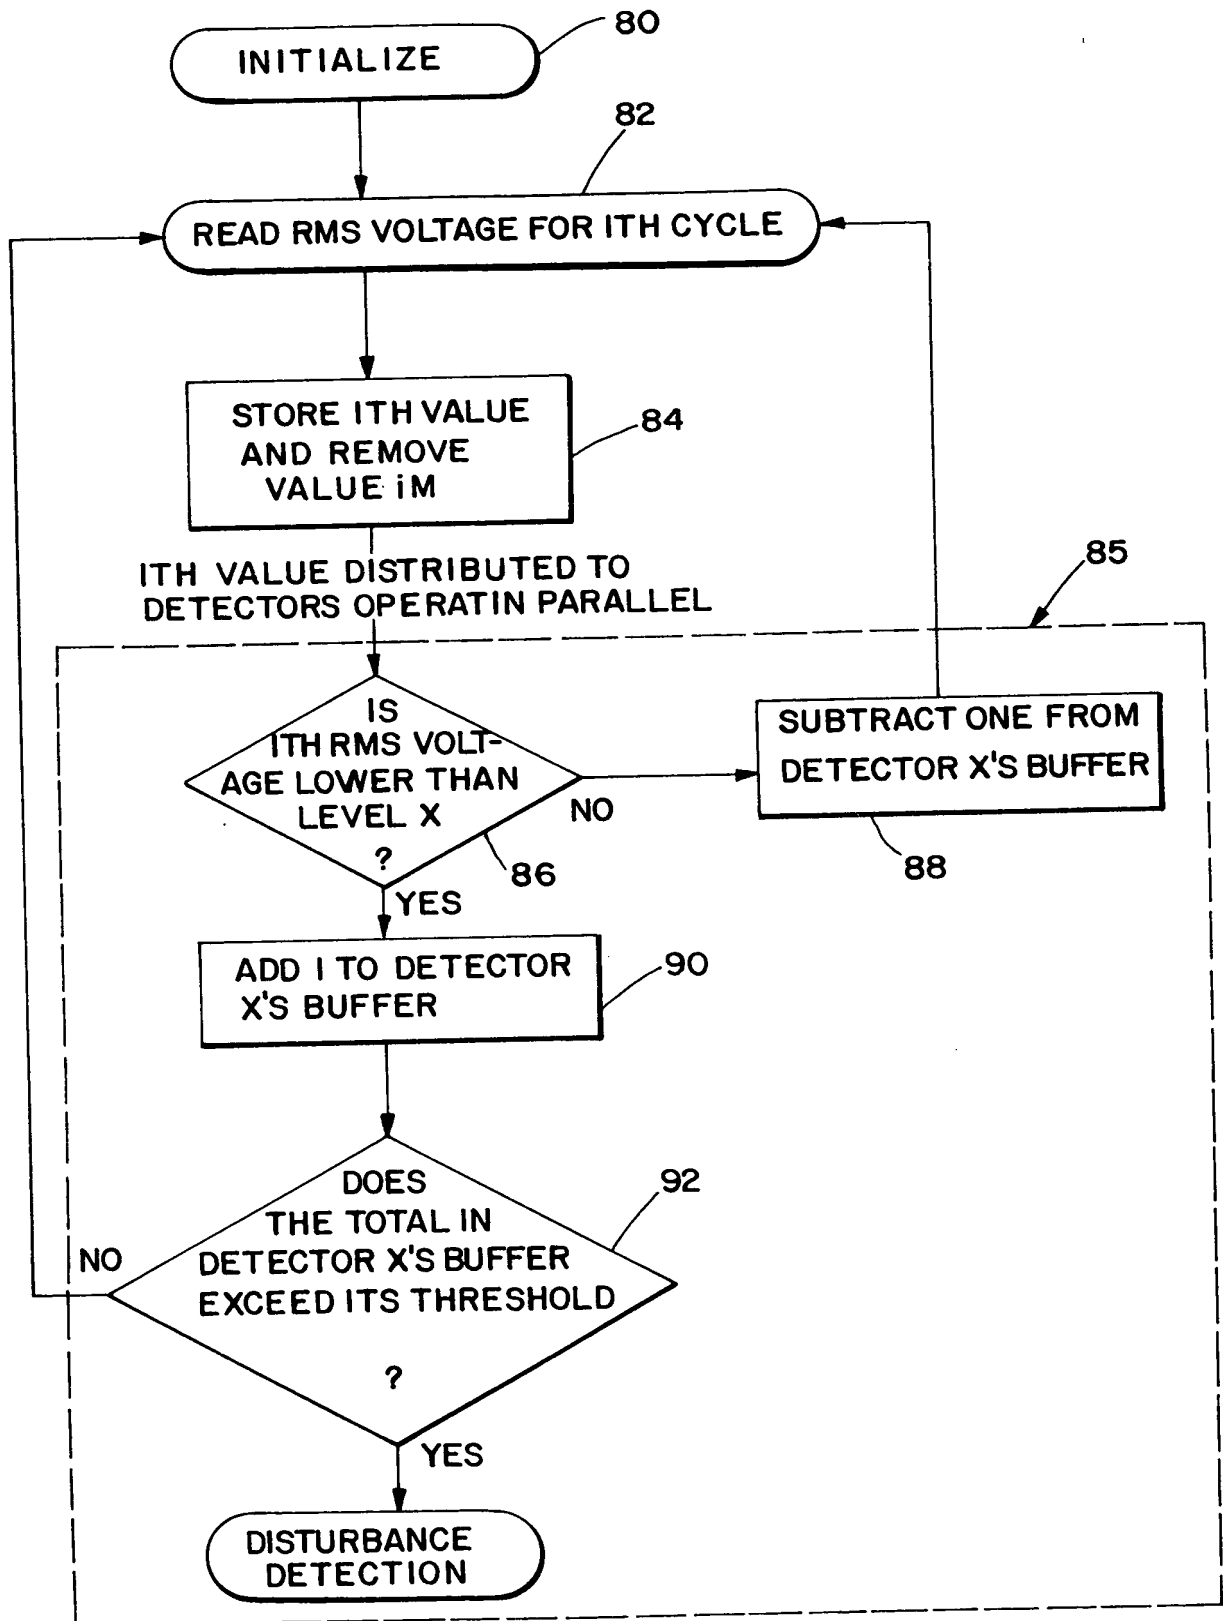 INITIALIZE
80
82
READ RMS VOLTAGE FOR ITH CYCLE
STORE ITH VALUE
AND REMOVE
VALUE iM
84
ITH VALUE DISTRIBUTED TO
DETECTORS OPERATIN PARALLEL
85
IS
ITH RMS VOLT-
AGE LOWER THAN
LEVEL X
?
NO
86
SUBTRACT ONE FROM
DETECTOR X'S BUFFER
88
YES
ADD 1 TO DETECTOR
X'S BUFFER
90
DOES
THE TOTAL IN
DETECTOR X'S BUFFER
EXCEED ITS THRESHOLD
?
92
NO
YES
DISTURBANCE
DETECTION